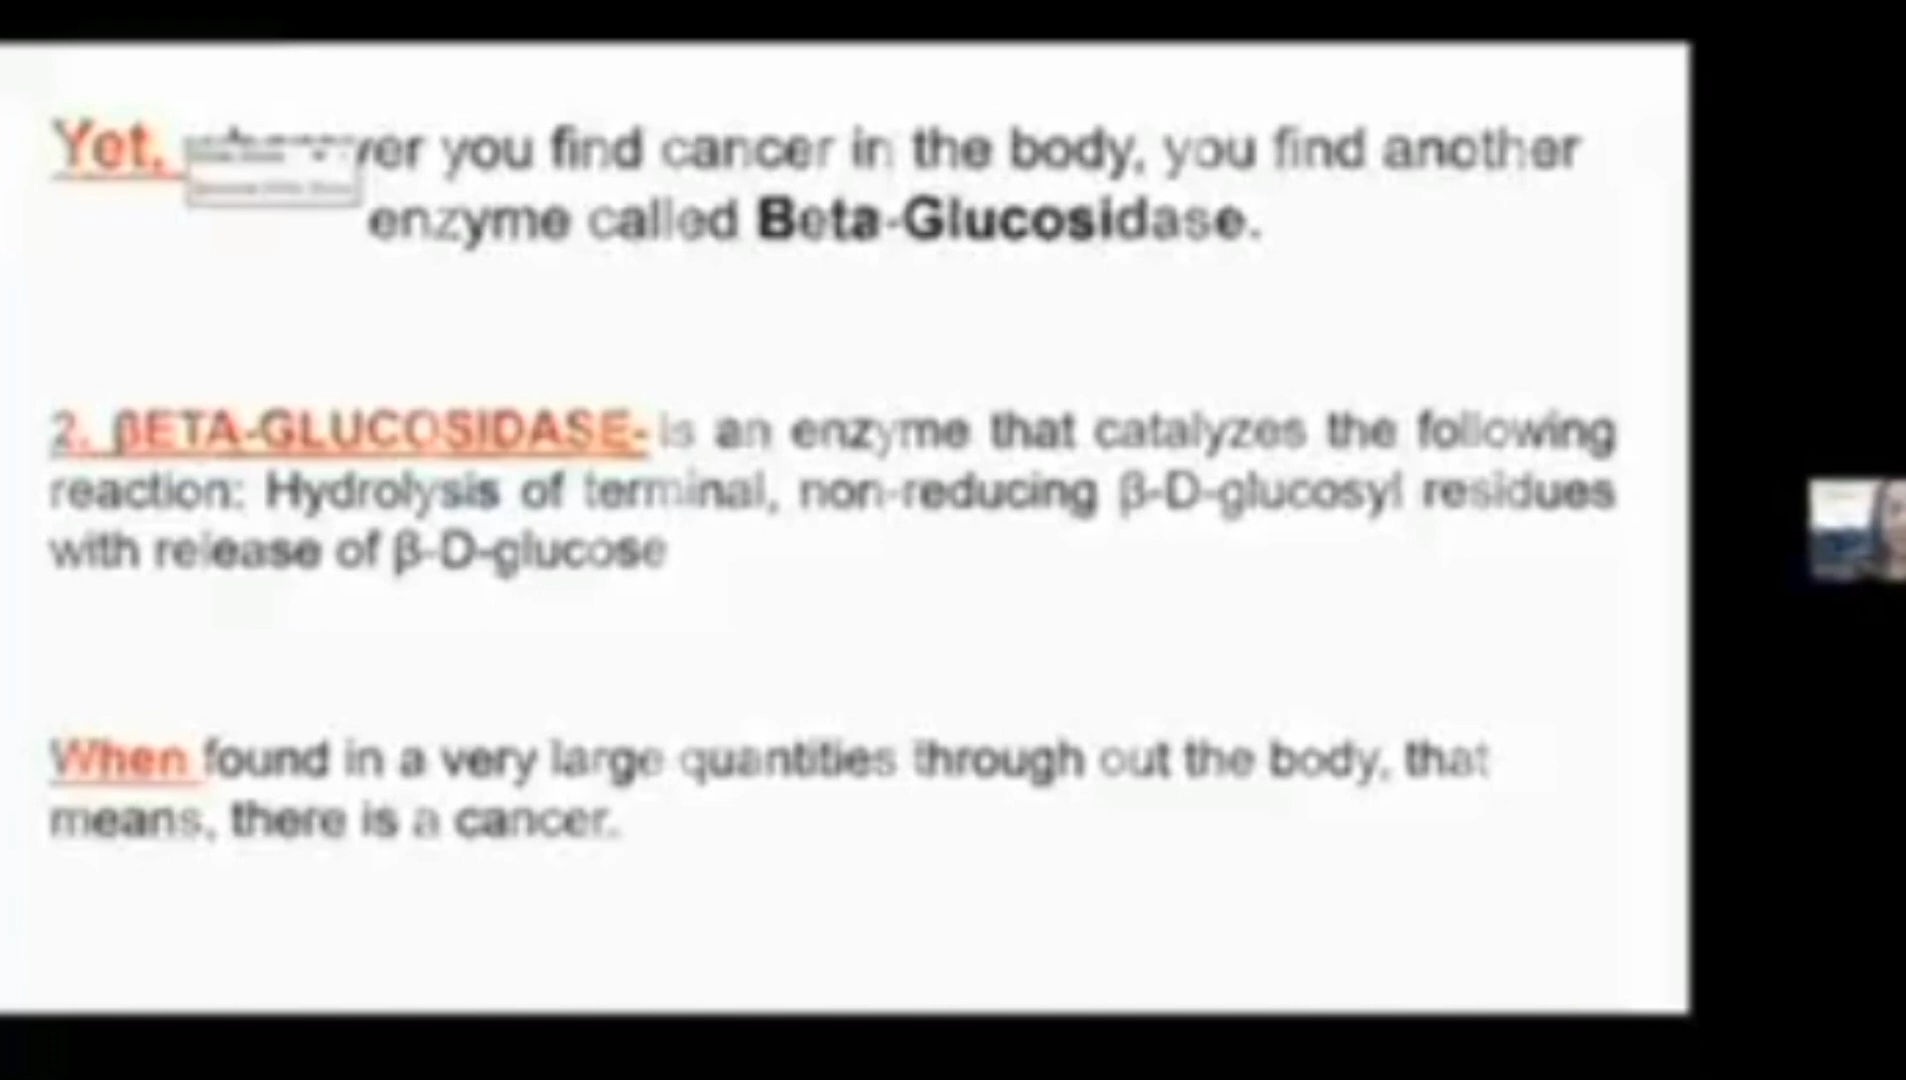 Yet, wherever you find cancer in the body, you find another
enzyme called Beta-Glucosidase.
2. βETA-GLUCOSIDASE- is an enzyme that catalyzes the following
reaction: Hydrolysis of terminal, non-reducing β-D-glucosyl residues
with release of β-D-glucose
When found in a very large quantities through out the body, that
means, there is a cancer.